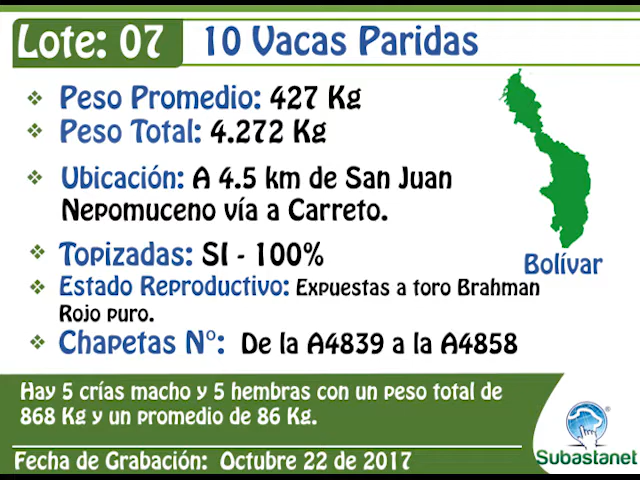 Lote: 07 10 Vacas Paridas
Peso Promedio: 427 Kg
Peso Total: 4.272 Kg
Ubicación: A 4.5 km de San Juan
Nepomuceno vía a Carreto.
Topizadas: SI - 100%
Bolívar
Estado Reproductivo: Expuestas a toro Brahman
Rojo puro.
Chapetas N°: De la A4839 a la A4858
Hay 5 crías macho y 5 hembras con un peso total de
868 Kg y un promedio de 86 Kg.
Subastanet
Fecha de Grabación: Octubre 22 de 2017